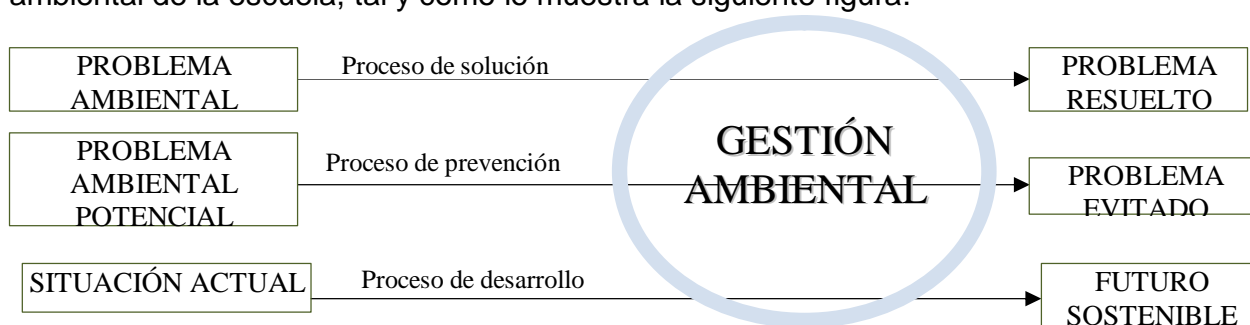 ambiental de la escuela, tal y como lo muestra la siguiente figura:
PROBLEMA
AMBIENTAL
Proceso de solución
PROBLEMA
RESUELTO
PROBLEMA
AMBIENTAL
POTENCIAL
Proceso de prevención
GESTIÓN
AMBIENTAL
PROBLEMA
EVITADO
SITUACIÓN ACTUAL
Proceso de desarrollo
FUTURO
SOSTENIBLE